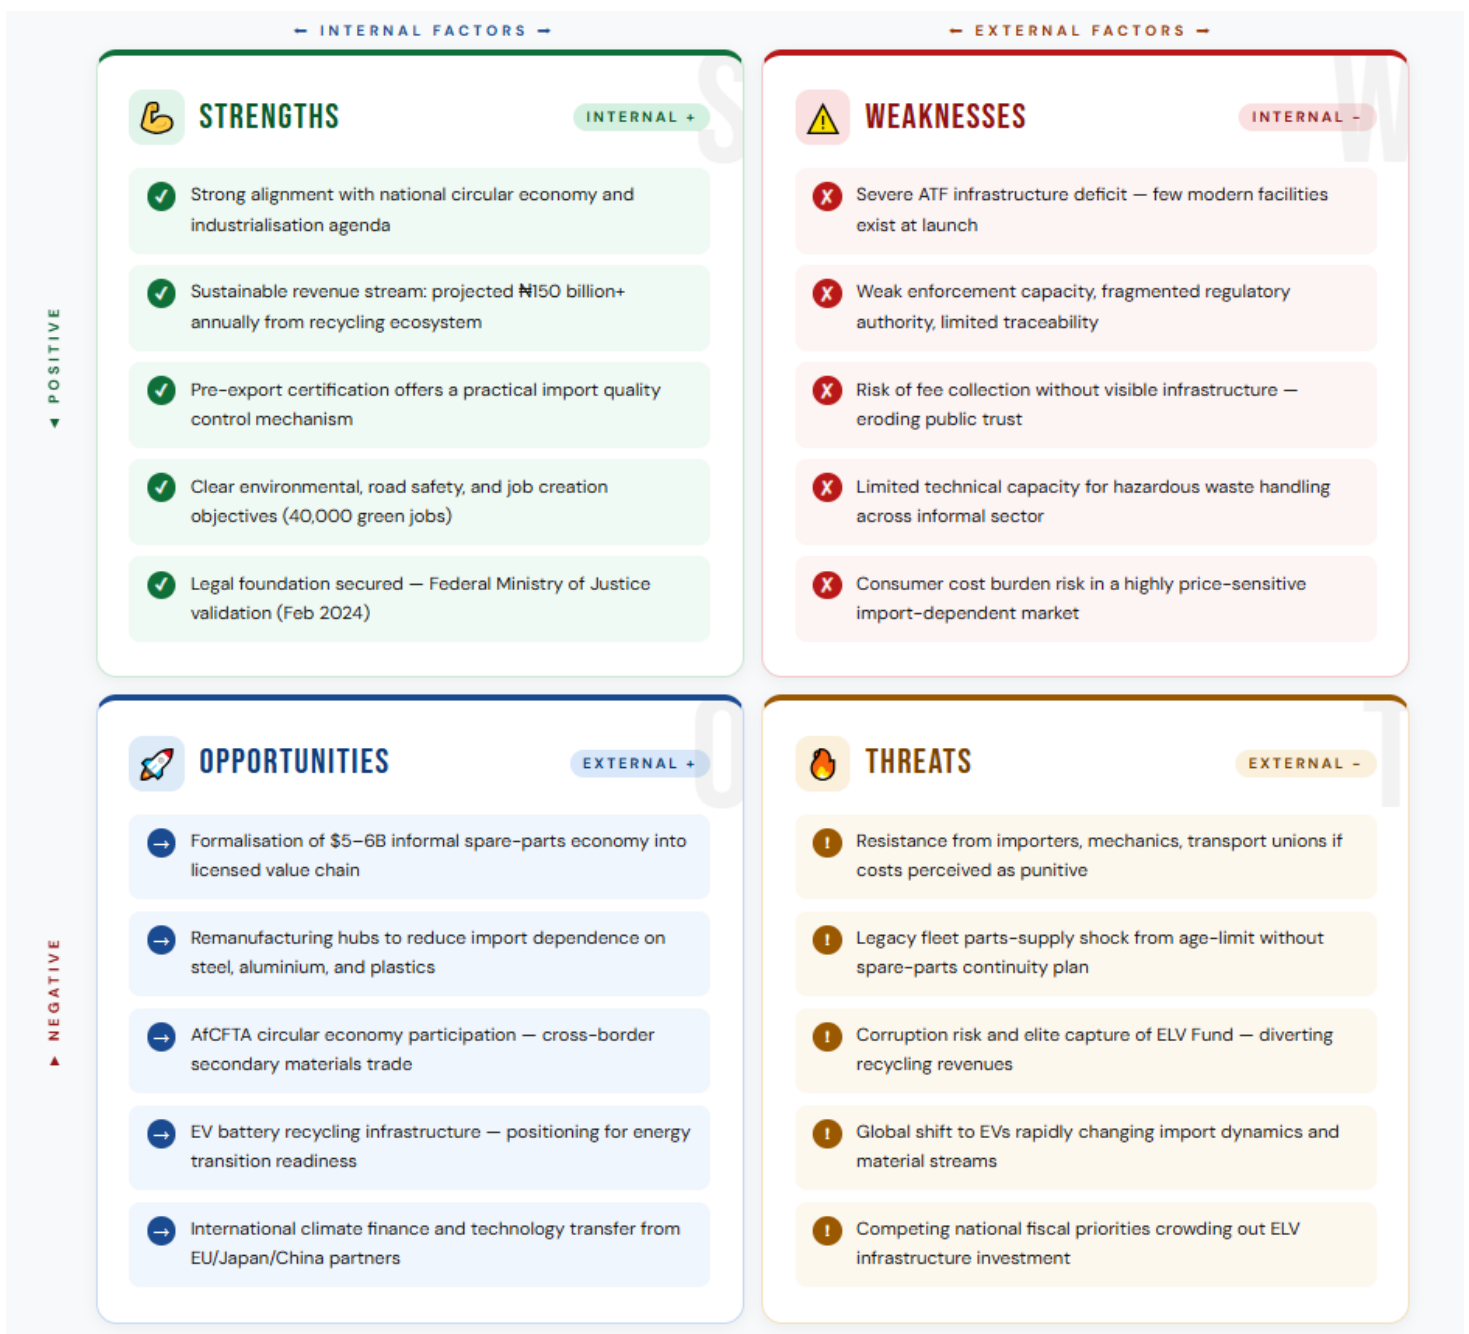 ← INTERNAL FACTORS →
← EXTERNAL FACTORS →
▲ POSITIVE
S
STRENGTHS
INTERNAL +
Strong alignment with national circular economy and
industrialisation agenda
Sustainable revenue stream: projected ₦150 billion+
annually from recycling ecosystem
Pre-export certification offers a practical import quality
control mechanism
Clear environmental, road safety, and job creation
objectives (40,000 green jobs)
Legal foundation secured — Federal Ministry of Justice
validation (Feb 2024)
W
WEAKNESSES
INTERNAL –
Severe ATF infrastructure deficit — few modern facilities
exist at launch
Weak enforcement capacity, fragmented regulatory
authority, limited traceability
Risk of fee collection without visible infrastructure —
eroding public trust
Limited technical capacity for hazardous waste handling
across informal sector
Consumer cost burden risk in a highly price-sensitive
import-dependent market
▼ NEGATIVE
O
OPPORTUNITIES
EXTERNAL +
Formalisation of $5–6B informal spare-parts economy into
licensed value chain
Remanufacturing hubs to reduce import dependence on
steel, aluminium, and plastics
AfCFTA circular economy participation — cross-border
secondary materials trade
EV battery recycling infrastructure — positioning for energy
transition readiness
International climate finance and technology transfer from
EU/Japan/China partners
T
THREATS
EXTERNAL –
Resistance from importers, mechanics, transport unions if
costs perceived as punitive
Legacy fleet parts-supply shock from age-limit without
spare-parts continuity plan
Corruption risk and elite capture of ELV Fund — diverting
recycling revenues
Global shift to EVs rapidly changing import dynamics and
material streams
Competing national fiscal priorities crowding out ELV
infrastructure investment